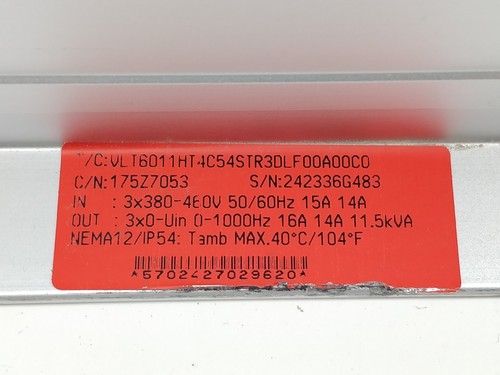 T/C:VLT6011HT4C54STR3DLF00A00C0
C/N:175Z7053 S/N:242336G483
IN : 3x380-460V 50/60Hz 15A 14A
OUT : 3x0-Uin 0-1000Hz 16A 14A 11.5kVA
NEMA12/IP54: Tamb MAX.40°C/104°F
*5702427029620*